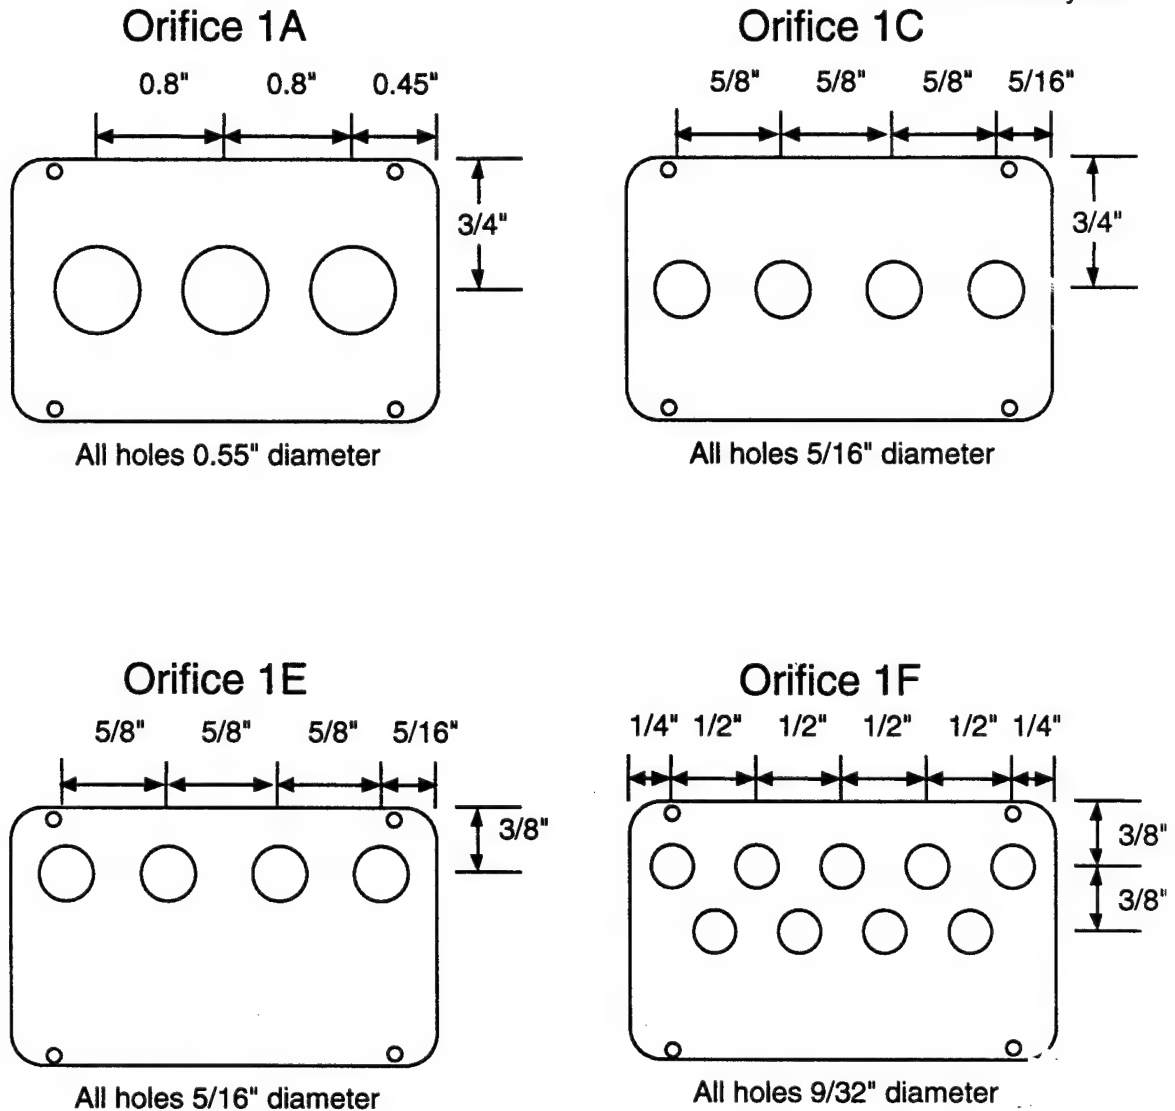 Orifice 1A
0.8" 0.8" 0.45"
3/4"
All holes 0.55" diameter
Orifice 1C
5/8" 5/8" 5/8" 5/16"
3/4"
All holes 5/16" diameter
Orifice 1E
5/8" 5/8" 5/8" 5/16"
3/8"
All holes 5/16" diameter
Orifice 1F
1/4" 1/2" 1/2" 1/2" 1/2" 1/4"
3/8"
3/8"
All holes 9/32" diameter